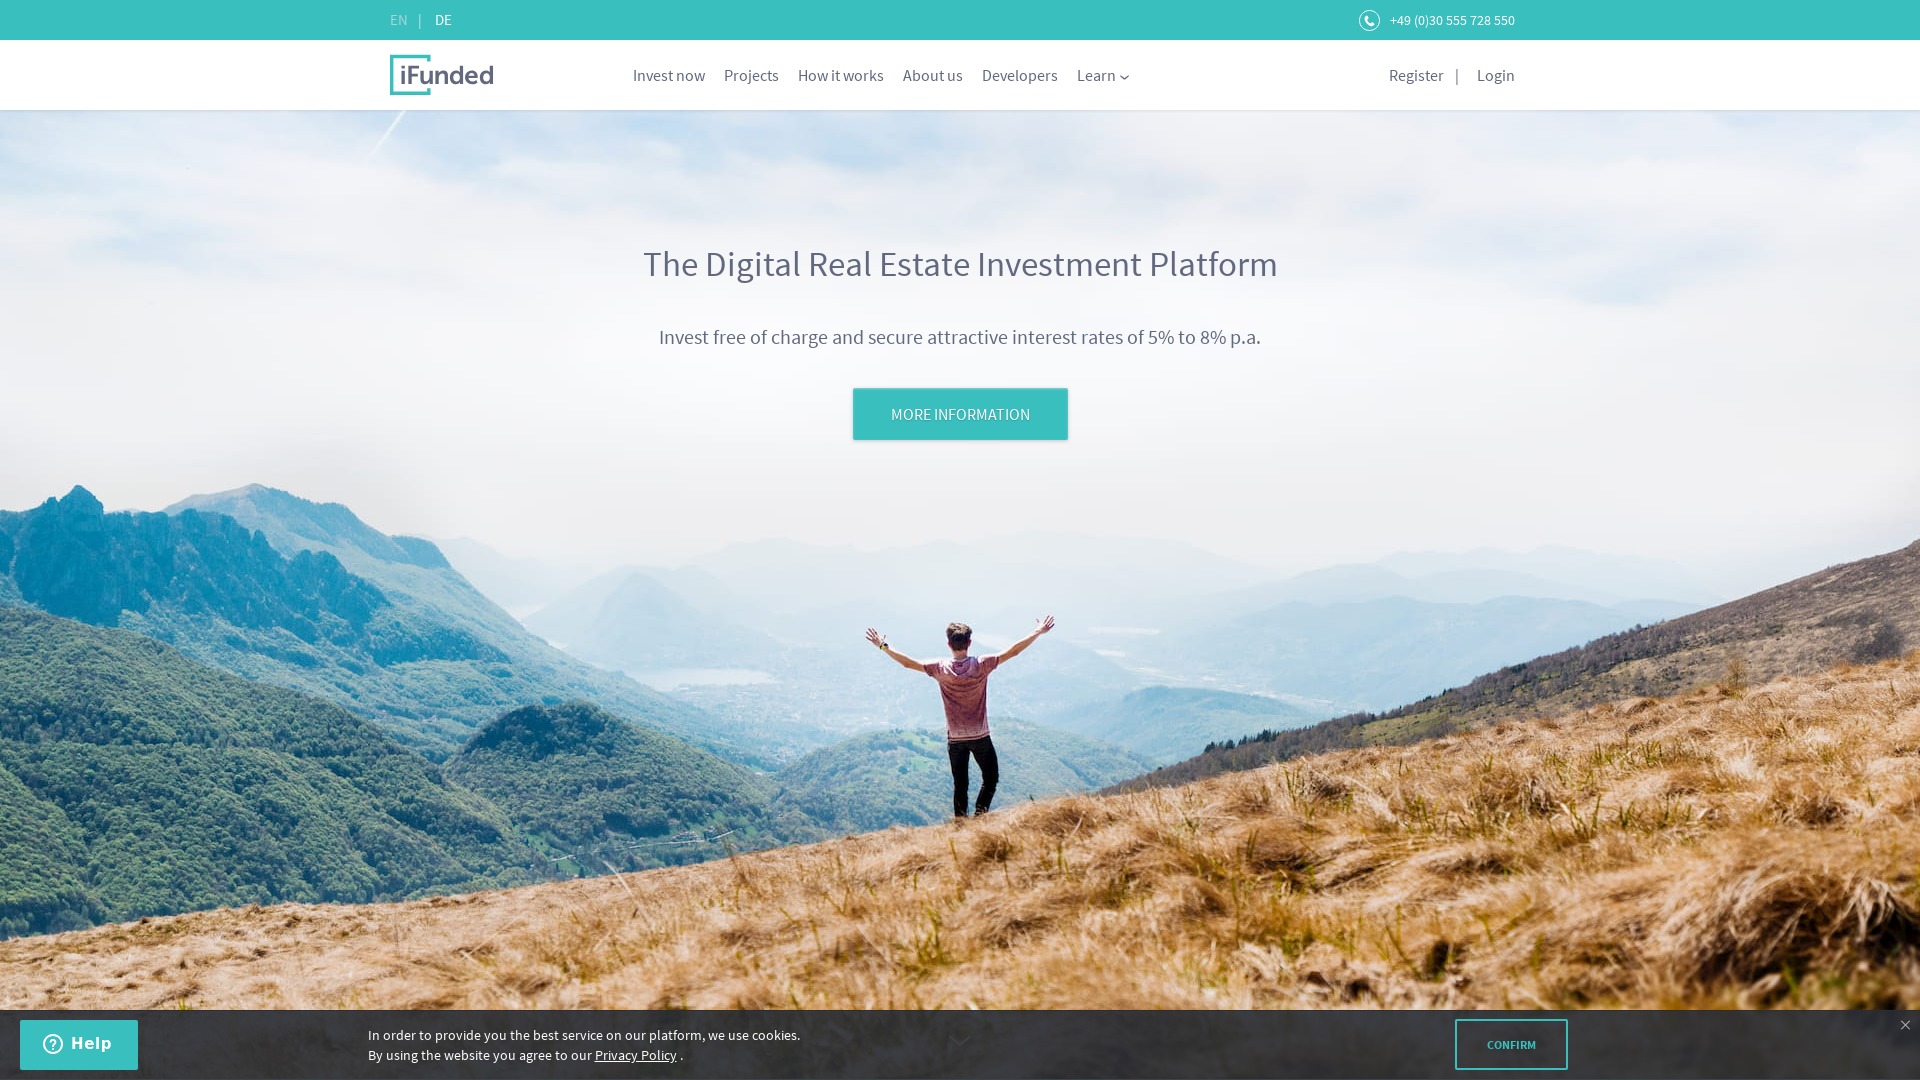 EN | DE
+49 (0)30 555 728 550
iFunded
Invest now
Projects
How it works
About us
Developers
Learn
Register |
Login
The Digital Real Estate Investment Platform
Invest free of charge and secure attractive interest rates of 5% to 8% p.a.
MORE INFORMATION
Help
In order to provide you the best service on our platform, we use cookies.
By using the website you agree to our Privacy Policy .
CONFIRM